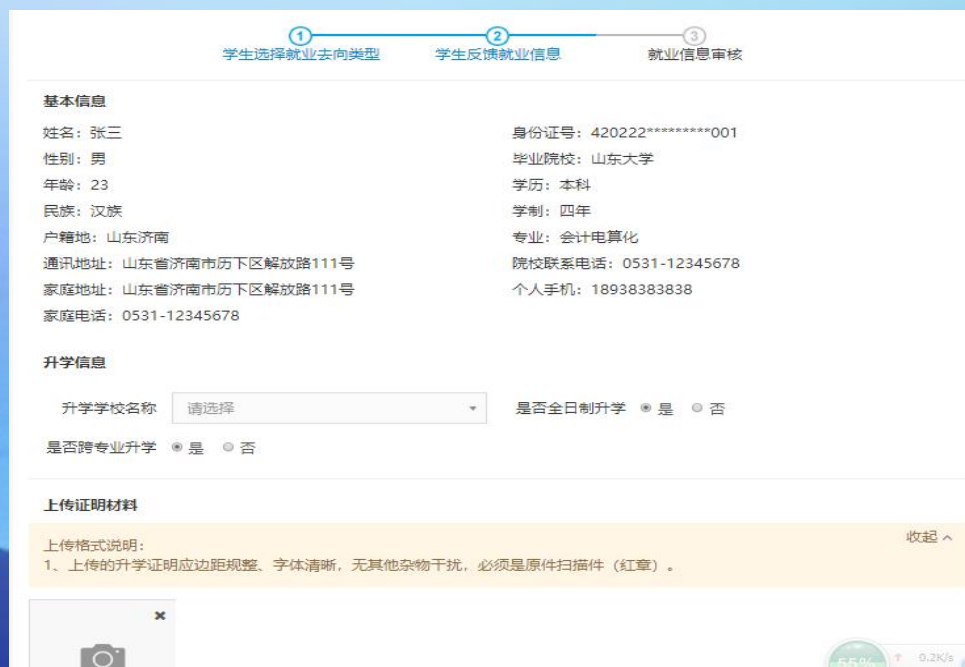 1 2 3
学生选择就业去向类型 学生反馈就业信息 就业信息审核
基本信息
姓名：张三 身份证号：420222*********001
性别：男 毕业院校：山东大学
年龄：23 学历：本科
民族：汉族 学制：四年
户籍地：山东济南 专业：会计电算化
通讯地址：山东省济南市历下区解放路111号 院校联系电话：0531-12345678
家庭地址：山东省济南市历下区解放路111号 个人手机：18938383838
家庭电话：0531-12345678
升学信息
升学学校名称 请选择 是否全日制升学 是 否
是否跨专业升学 是 否
上传证明材料
收起
上传格式说明：
1、上传的升学证明应边距规整、字体清晰，无其他杂物干扰，必须是原件扫描件（红章）。
55% 0.2K/s